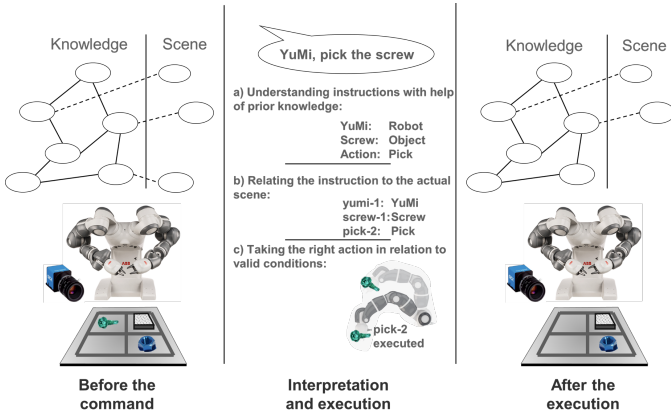 Knowledge
Scene
YuMi, pick the screw
a) Understanding instructions with help
of prior knowledge:
YuMi: Robot
Screw: Object
Action: Pick
b) Relating the instruction to the actual
scene:
yumi-1: YuMi
screw-1:Screw
pick-2: Pick
c) Taking the right action in relation to
valid conditions:
pick-2
executed
Knowledge
Scene
ABB
ABB
Before the
command
Interpretation
and execution
After the
execution